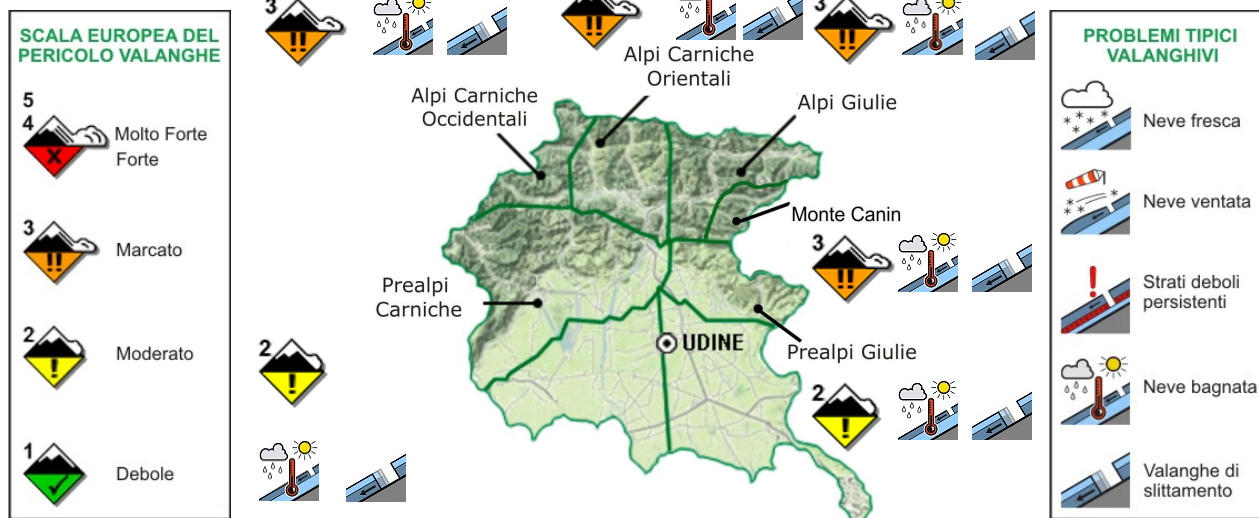 SCALA EUROPEA DEL
PERICOLO VALANGHE
5
4
Molto Forte
Forte
3
!!
Marcato
2
!
Moderato
1
Debole
3
!!
!!
3
!!
Alpi Carniche
Orientali
Alpi Carniche
Occidentali
Alpi Giulie
Monte Canin
3
!!
Prealpi
Carniche
UDINE
Prealpi Giulie
2
!
2
!
PROBLEMI TIPICI
VALANGHIVI
Neve fresca
Neve ventata
!
Strati deboli
persistenti
Neve bagnata
Valanghe di
slittamento